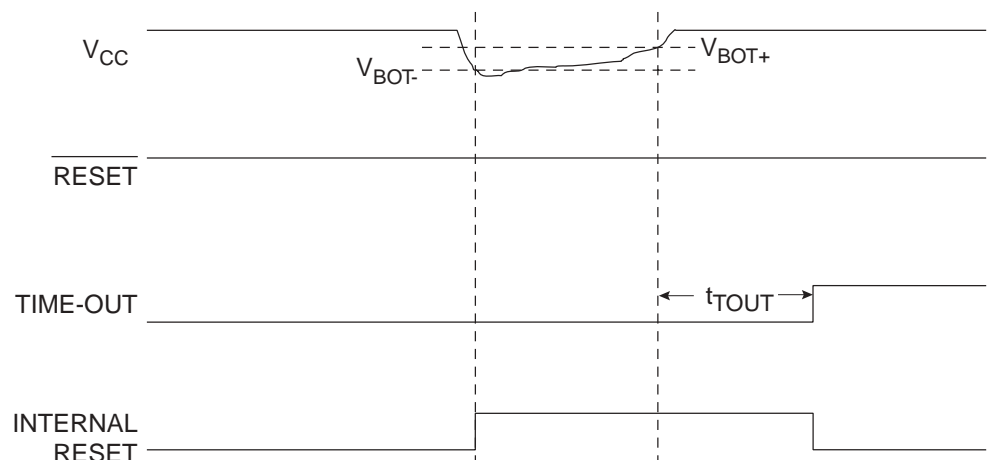 VCC
VBOT-
VBOT+
RESET
TIME-OUT
tTOUT
INTERNAL
RESET